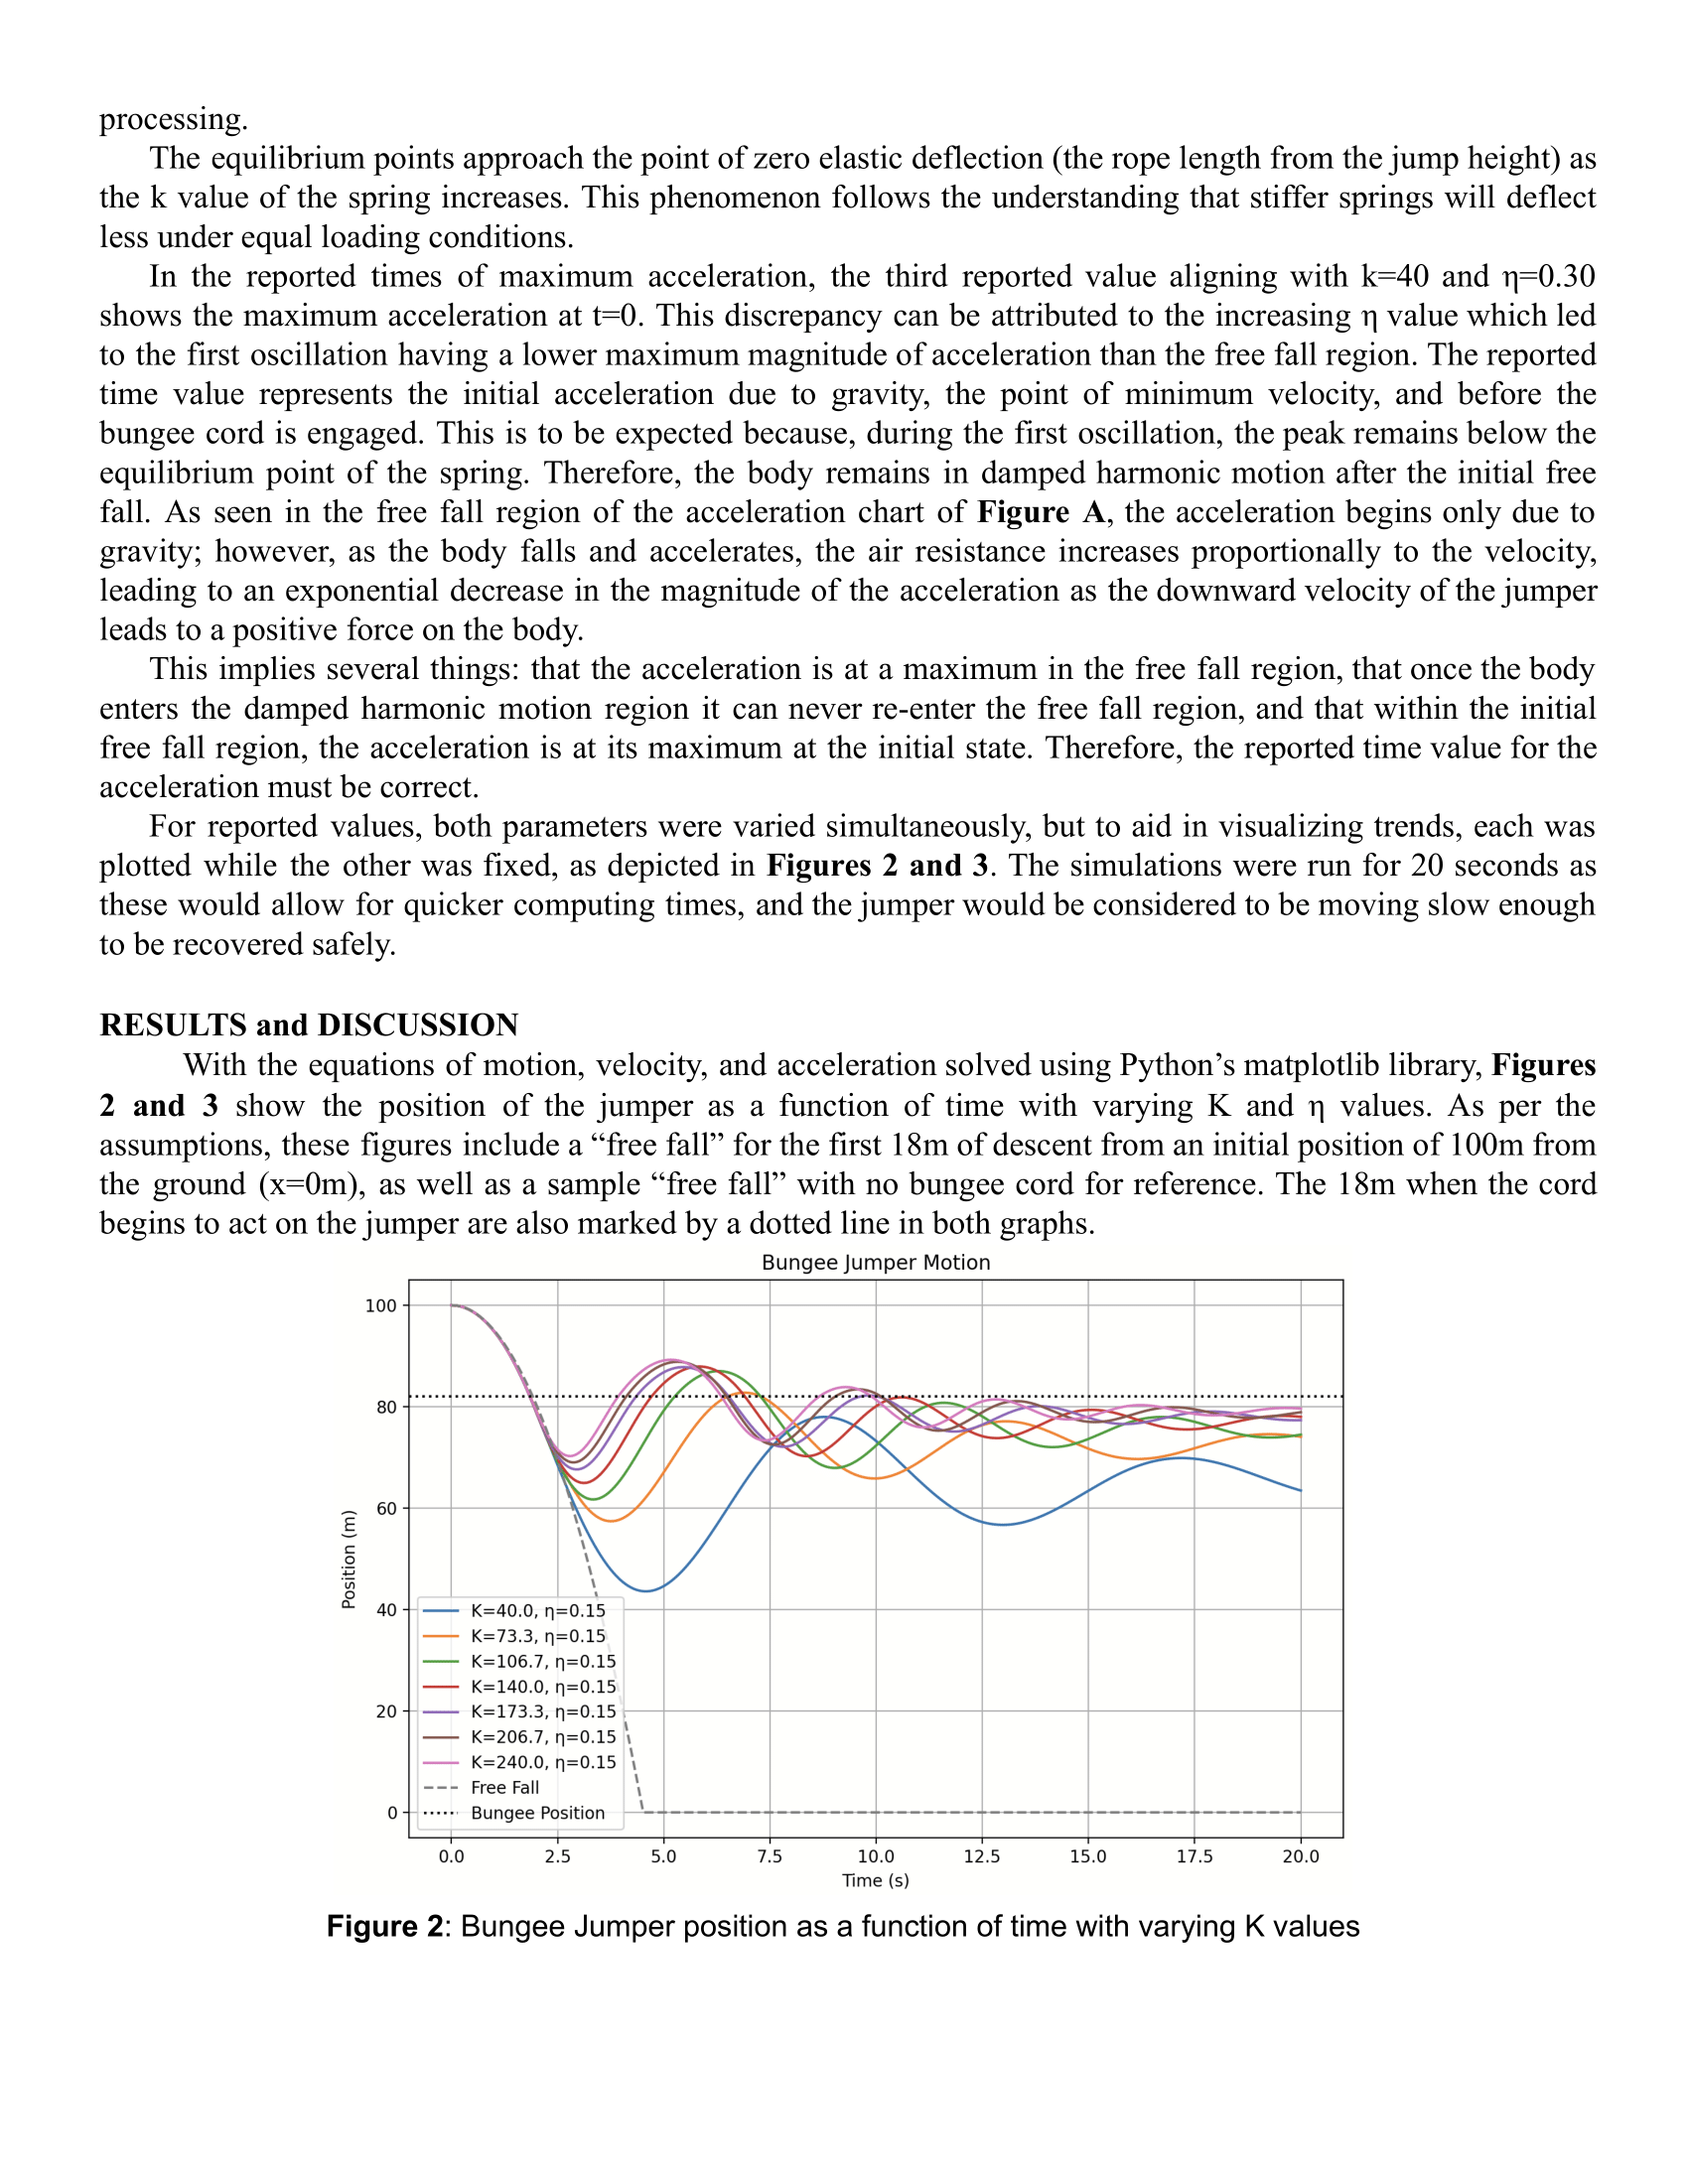 processing.
The equilibrium points approach the point of zero elastic deflection (the rope length from the jump height) as
the k value of the spring increases. This phenomenon follows the understanding that stiffer springs will deflect
less under equal loading conditions.
In the reported times of maximum acceleration, the third reported value aligning with k=40 and η=0.30
shows the maximum acceleration at t=0. This discrepancy can be attributed to the increasing η value which led
to the first oscillation having a lower maximum magnitude of acceleration than the free fall region. The reported
time value represents the initial acceleration due to gravity, the point of minimum velocity, and before the
bungee cord is engaged. This is to be expected because, during the first oscillation, the peak remains below the
equilibrium point of the spring. Therefore, the body remains in damped harmonic motion after the initial free
fall. As seen in the free fall region of the acceleration chart of Figure A, the acceleration begins only due to
gravity; however, as the body falls and accelerates, the air resistance increases proportionally to the velocity,
leading to an exponential decrease in the magnitude of the acceleration as the downward velocity of the jumper
leads to a positive force on the body.
This implies several things: that the acceleration is at a maximum in the free fall region, that once the body
enters the damped harmonic motion region it can never re-enter the free fall region, and that within the initial
free fall region, the acceleration is at its maximum at the initial state. Therefore, the reported time value for the
acceleration must be correct.
For reported values, both parameters were varied simultaneously, but to aid in visualizing trends, each was
plotted while the other was fixed, as depicted in Figures 2 and 3. The simulations were run for 20 seconds as
these would allow for quicker computing times, and the jumper would be considered to be moving slow enough
to be recovered safely.
RESULTS and DISCUSSION
With the equations of motion, velocity, and acceleration solved using Python’s matplotlib library, Figures
2 and 3 show the position of the jumper as a function of time with varying K and η values. As per the
assumptions, these figures include a “free fall” for the first 18m of descent from an initial position of 100m from
the ground (x=0m), as well as a sample “free fall” with no bungee cord for reference. The 18m when the cord
begins to act on the jumper are also marked by a dotted line in both graphs.
Bungee Jumper Motion
100
80
60
40
20
0
Position (m)
K=40.0, η=0.15
K=73.3, η=0.15
K=106.7, η=0.15
K=140.0, η=0.15
K=173.3, η=0.15
K=206.7, η=0.15
K=240.0, η=0.15
Free Fall
Bungee Position
0.0 2.5 5.0 7.5 10.0 12.5 15.0 17.5 20.0
Time (s)
Figure 2: Bungee Jumper position as a function of time with varying K values